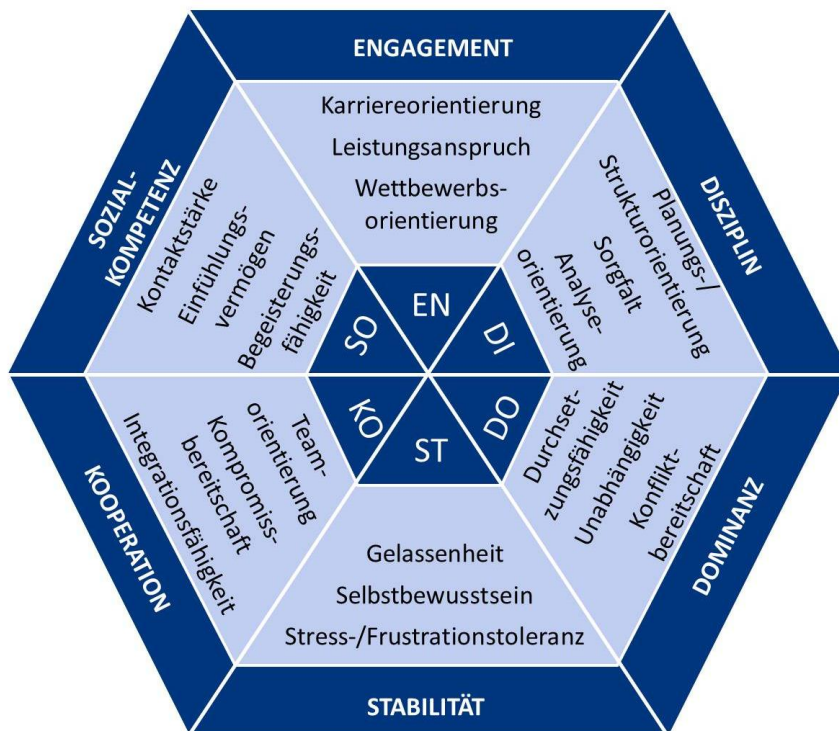 ENGAGEMENT
Karriereorientierung
Leistungsanspruch
Wettbewerbs-
orientierung
EN
DISZIPLIN
Planungs-/
Strukturorientierung
Sorgfalt
Analyse-
orientierung
DI
DOMINANZ
Durchset-
zungsfähigkeit
Unabhängigkeit
Konflikt-
bereitschaft
DO
ST
Gelassenheit
Selbstbewusstsein
Stress-/Frustrationstoleranz
STABILITÄT
KOOPERATION
Team-
orientierung
Kompromiss-
bereitschaft
Integrationsfähigkeit
KO
SOZIAL-
KOMPETENZ
Kontaktstärke
Einfühlungs-
vermögen
Begeisterungs-
fähigkeit
SO